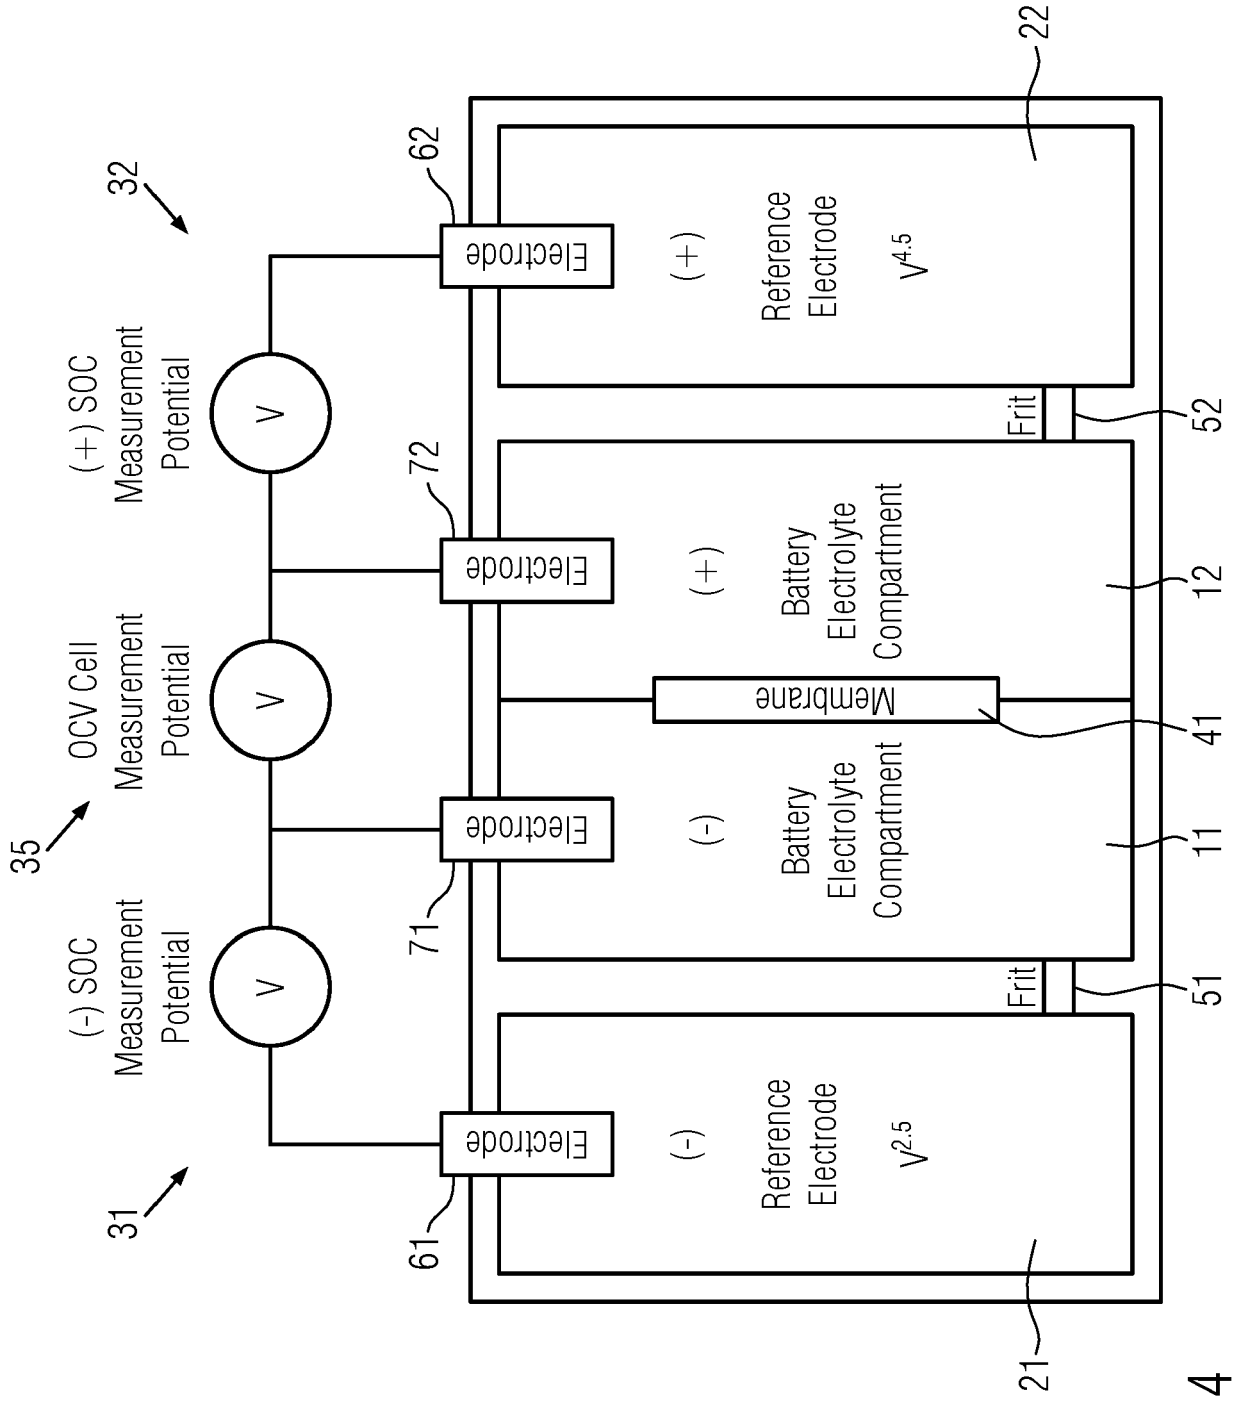 31
35
32
(-) SOC
Measurement
Potential
OCV Cell
Measurement
Potential
(+) SOC
Measurement
Potential
V
V
V
61
71
72
62
Electrode
Electrode
Electrode
Electrode
(-)
Reference
Electrode
V2.5
(-)
Battery
Electrolyte
Compartment
Membrane
(+)
Battery
Electrolyte
Compartment
(+)
Reference
Electrode
V4.5
Frit
Frit
21
51
11
41
12
52
22
4